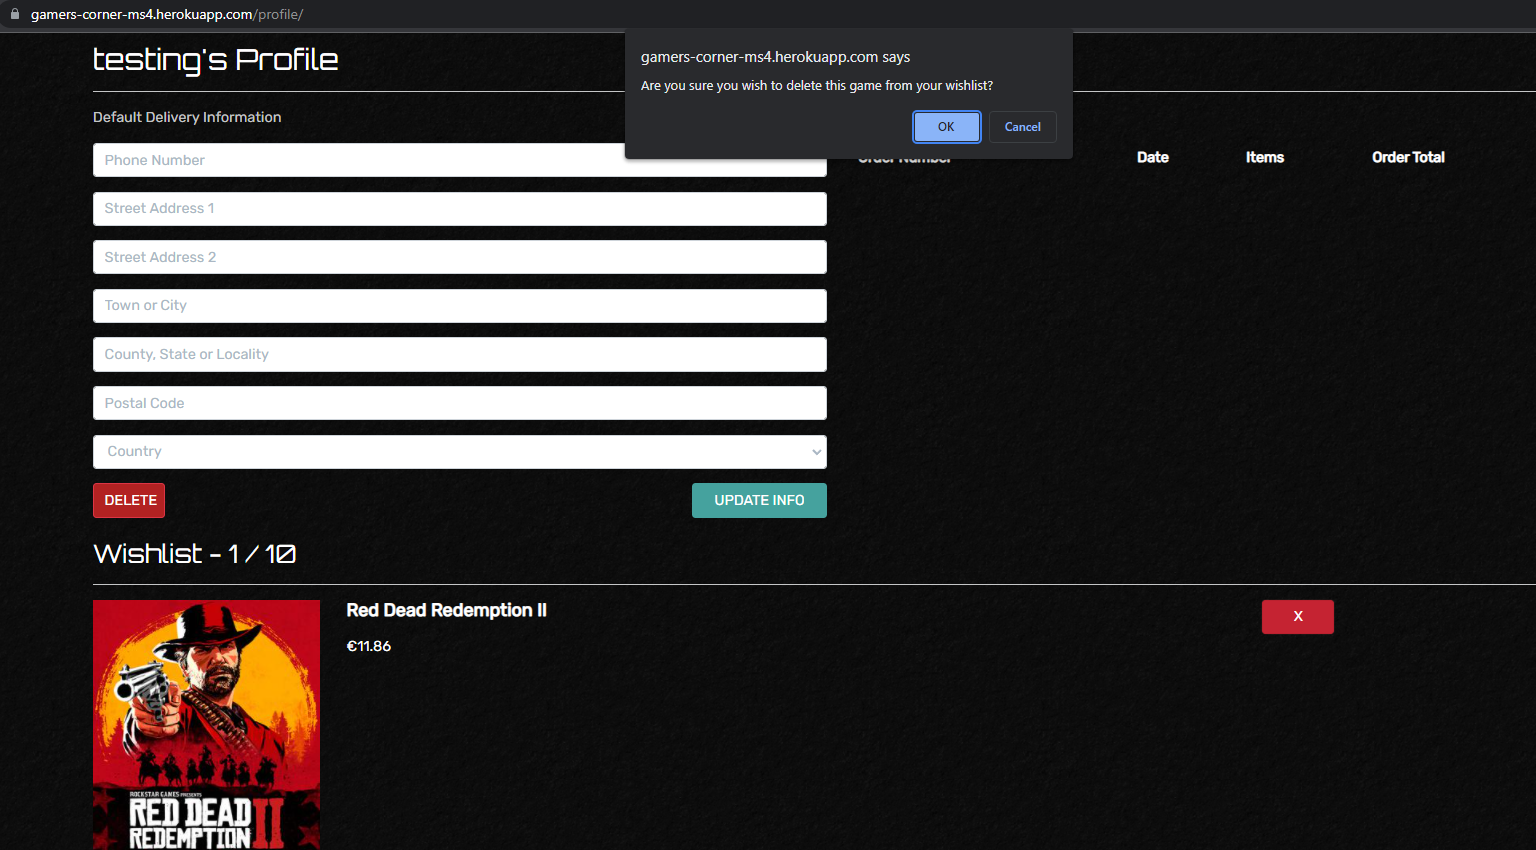 gamers-corner-ms4.herokuapp.com/profile/
testing's Profile
gamers-corner-ms4.herokuapp.com says
Are you sure you wish to delete this game from your wishlist?
OK
Cancel
Default Delivery Information
Phone Number
Street Address 1
Street Address 2
Town or City
County, State or Locality
Postal Code
Country
DELETE
UPDATE INFO
Order Number
Date
Items
Order Total
Wishlist - 1 / 10
Red Dead Redemption II
€11.86
X
ROCKSTAR GAMES PRESENTS
RED DEAD
REDEMPTION II